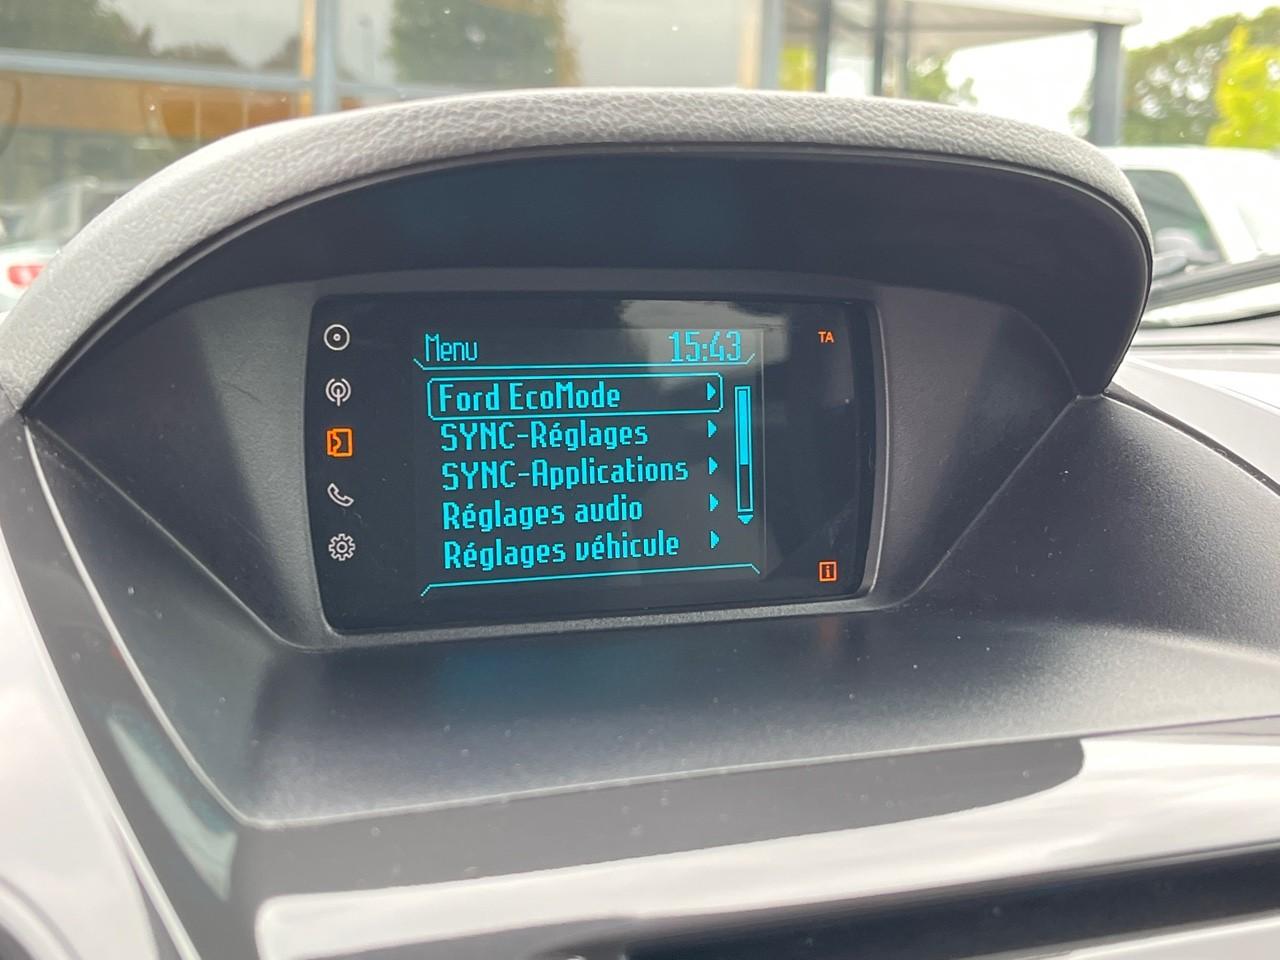 Menu 15:43 TA
Ford EcoMode
SYNC-Réglages
SYNC-Applications
Réglages audio
Réglages véhicule
i